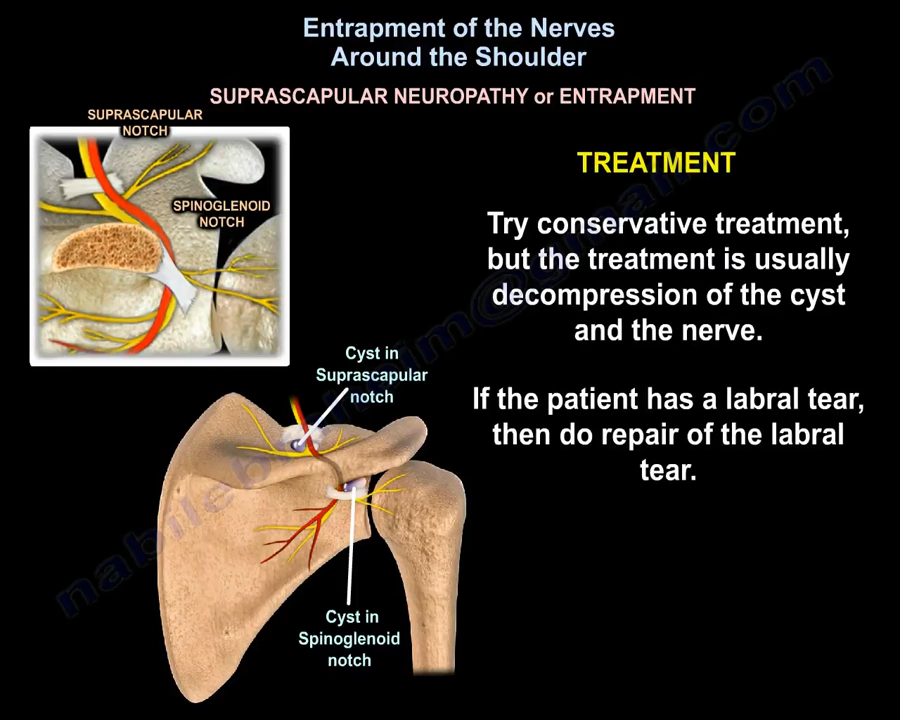 Entrapment of the Nerves
Around the Shoulder
SUPRASCAPULAR NEUROPATHY or ENTRAPMENT
SUPRASCAPULAR
NOTCH
SPINOGLENOID
NOTCH
TREATMENT
Try conservative treatment,
but the treatment is usually
decompression of the cyst
and the nerve.
If the patient has a labral tear,
then do repair of the labral
tear.
Cyst in
Suprascapular
notch
Cyst in
Spinoglenoid
notch